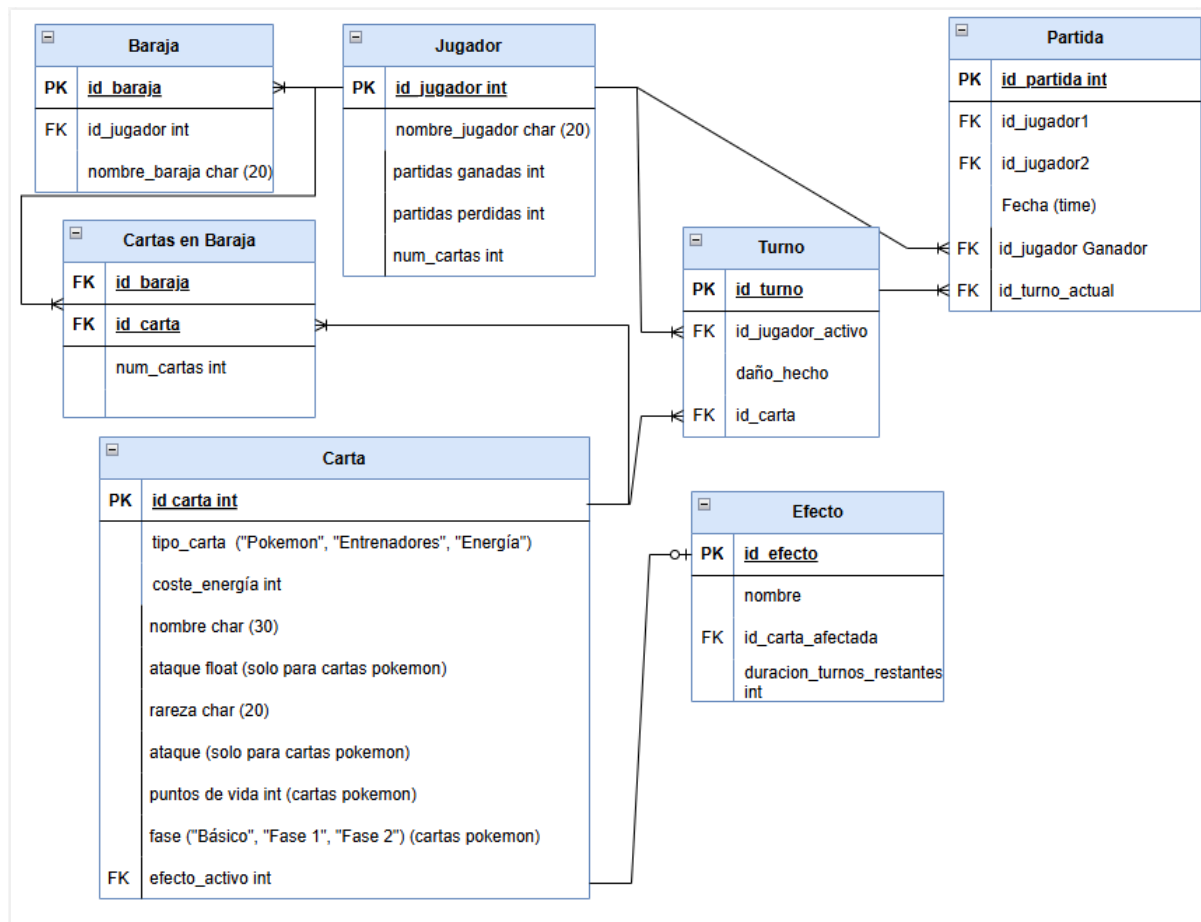 Baraja
PK id_baraja
FK id_jugador int
nombre_baraja char (20)
Jugador
PK id_jugador int
nombre_jugador char (20)
partidas ganadas int
partidas perdidas int
num_cartas int
Partida
PK id_partida int
FK id_jugador1
FK id_jugador2
Fecha (time)
FK id_jugador Ganador
FK id_turno_actual
Cartas en Baraja
FK id_baraja
FK id_carta
num_cartas int
Turno
PK id_turno
FK id_jugador_activo
daño_hecho
FK id_carta
Carta
PK id carta int
tipo_carta ("Pokemon", "Entrenadores", "Energía")
coste_energía int
nombre char (30)
ataque float (solo para cartas pokemon)
rareza char (20)
ataque (solo para cartas pokemon)
puntos de vida int (cartas pokemon)
fase ("Básico", "Fase 1", "Fase 2") (cartas pokemon)
FK efecto_activo int
Efecto
PK id_efecto
nombre
FK id_carta_afectada
duracion_turnos_restantes
int